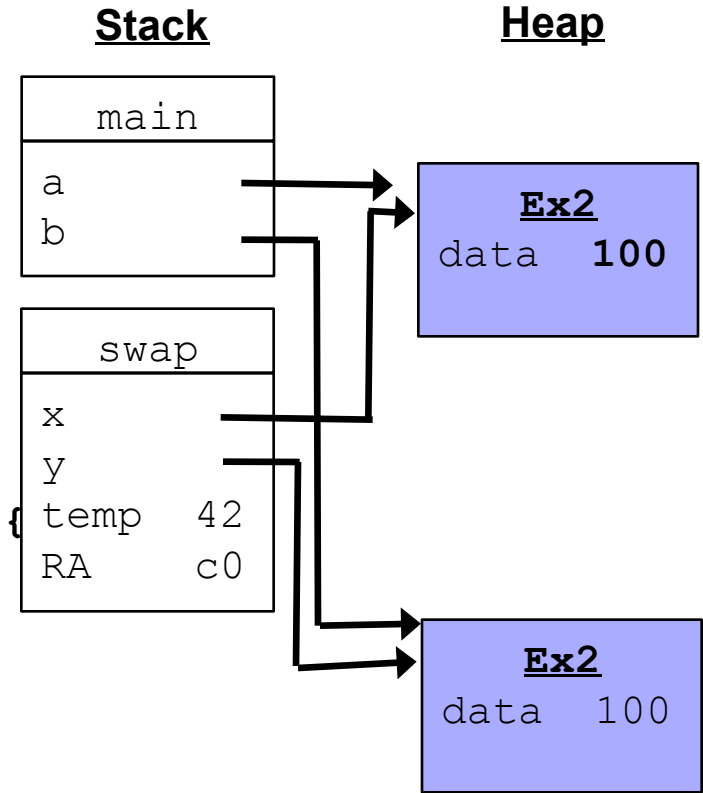 Stack
Heap
main
a
b
Ex2
data 100
swap
x
y
{ temp 42
RA c0
Ex2
data 100